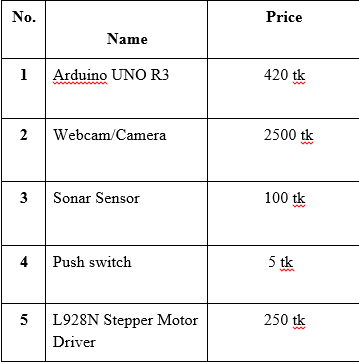 No. Name Price
1 Arduino UNO R3 420 tk
2 Webcam/Camera 2500 tk
3 Sonar Sensor 100 tk
4 Push switch 5 tk
5 L928N Stepper Motor 250 tk
Driver